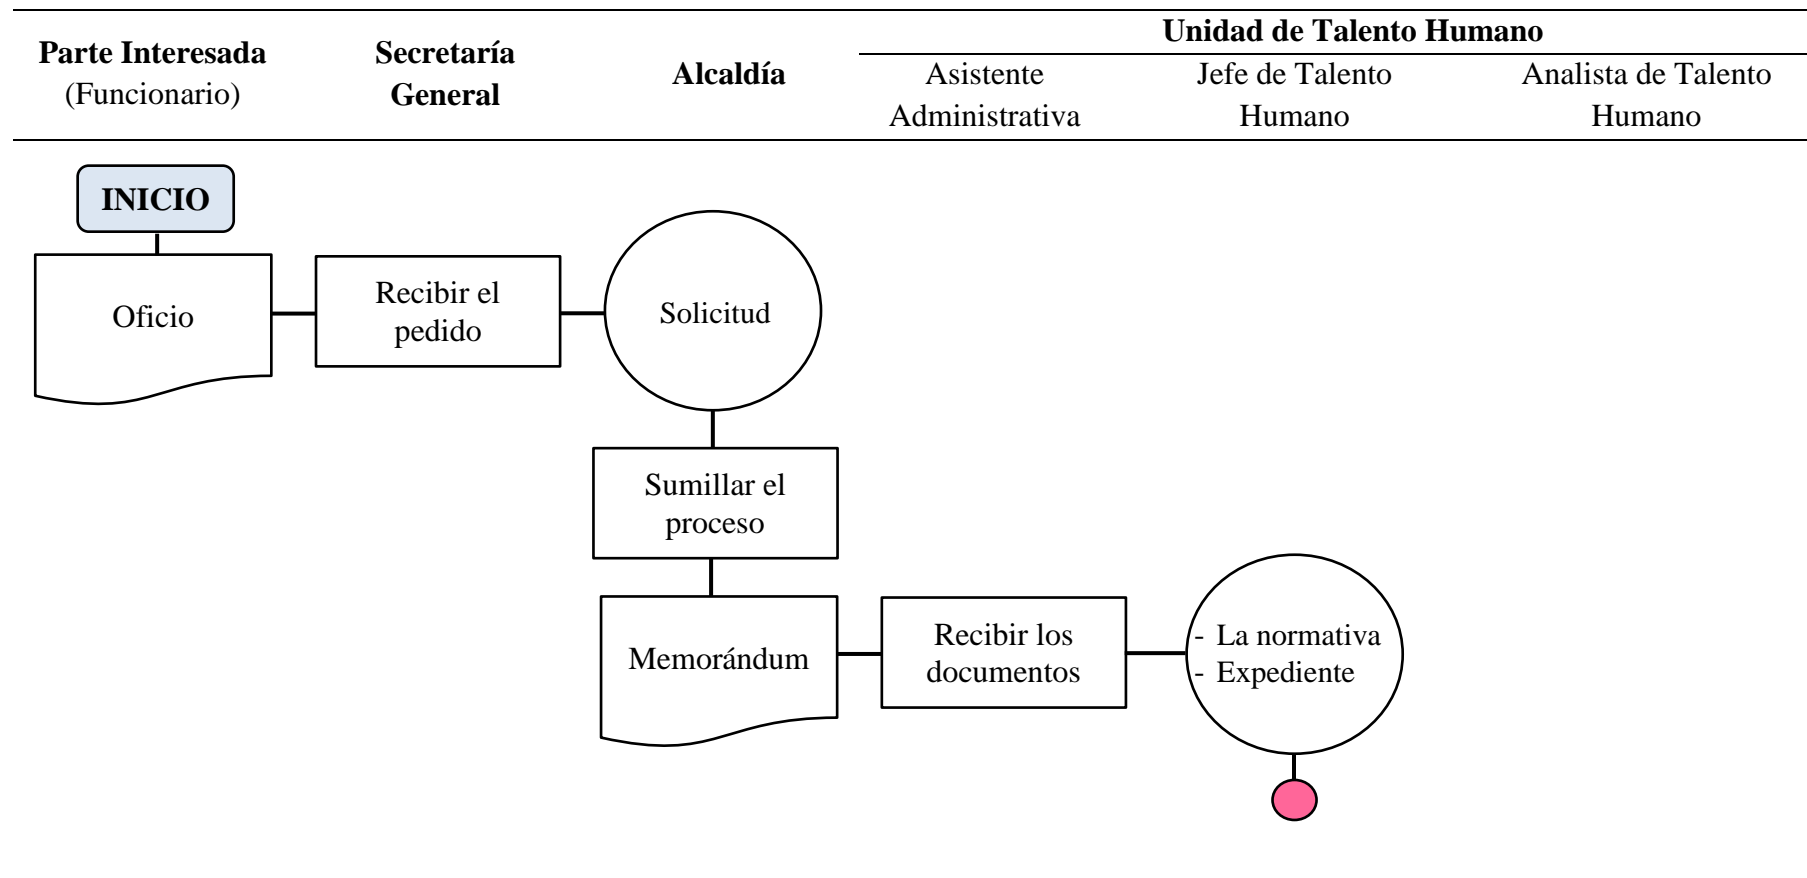 Unidad de Talento Humano
Parte Interesada
(Funcionario)
Secretaría
General
Alcaldía
Asistente
Administrativa
Jefe de Talento
Humano
Analista de Talento
Humano
INICIO
Oficio
Recibir el
pedido
Solicitud
Sumillar el
proceso
Memorándum
Recibir los
documentos
- La normativa
- Expediente